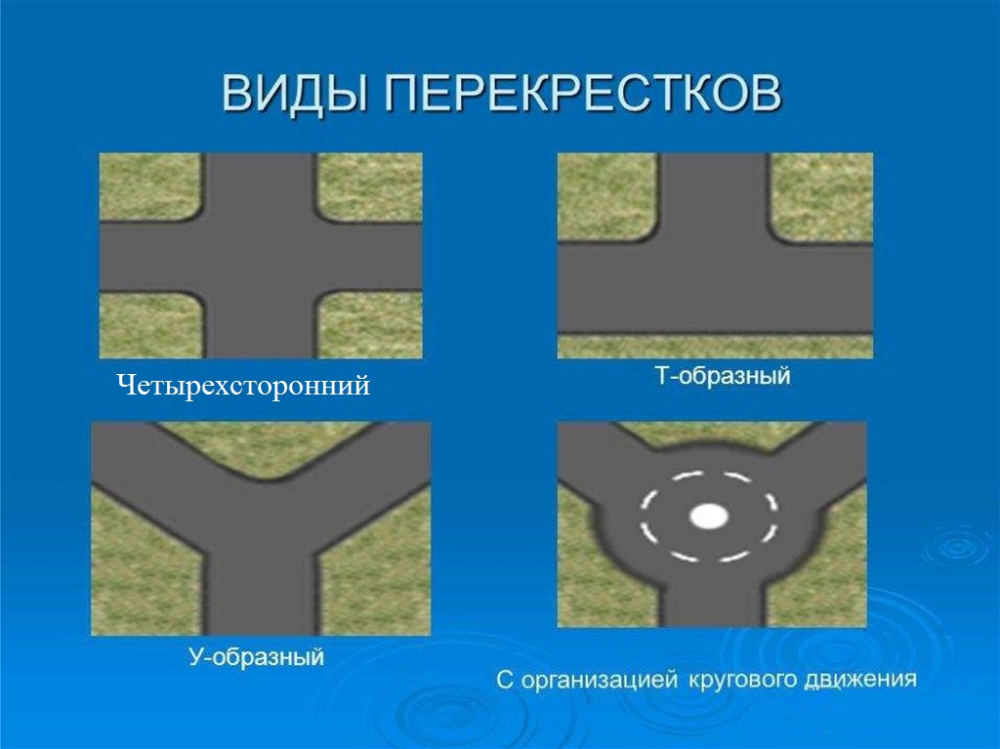 ВИДЫ ПЕРЕКРЕСТКОВ
Четырехсторонний
Т-образный
У-образный
С организацией кругового движения